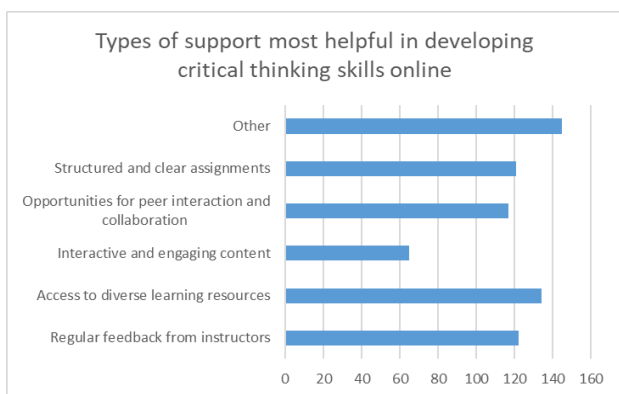 Types of support most helpful in developing
critical thinking skills online
Other
Structured and clear assignments
Opportunities for peer interaction and
collaboration
Interactive and engaging content
Access to diverse learning resources
Regular feedback from instructors
0 20 40 60 80 100 120 140 160